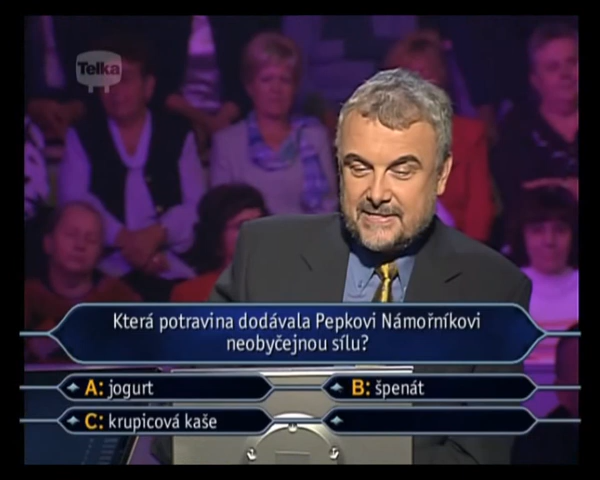 Telka
Která potravina dodávala Pepkovi Námořníkovi
neobyčejnou sílu?
A: jogurt
B: špenát
C: krupicová kaše